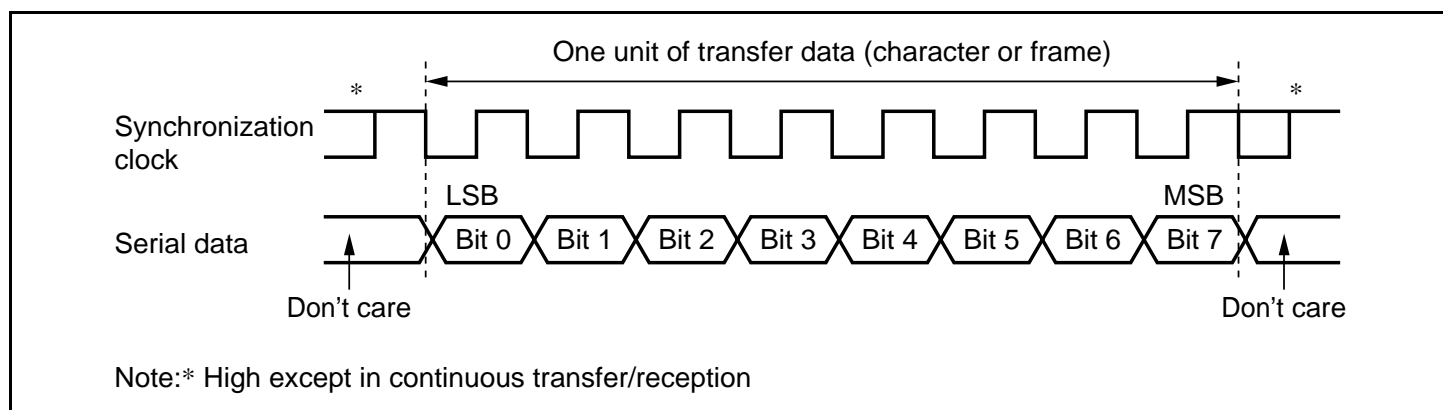 One unit of transfer data (character or frame)
* *
Synchronization
clock
LSB MSB
Serial data Bit 0 Bit 1 Bit 2 Bit 3 Bit 4 Bit 5 Bit 6 Bit 7
Don't care Don't care
Note:* High except in continuous transfer/reception